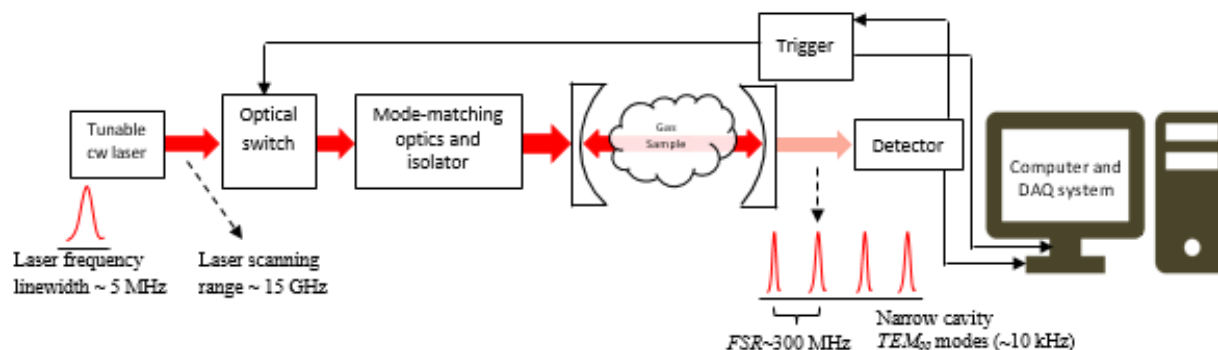 Trigger
Tunable
cw laser
Optical
switch
Mode-matching
optics and
isolator
Gas
Sample
Detector
Computer and
DAQ system
Laser frequency
linewidth ~ 5 MHz
Laser scanning
range ~ 15 GHz
FSR~300 MHz
Narrow cavity
TEM₀₀ modes (~10 kHz)